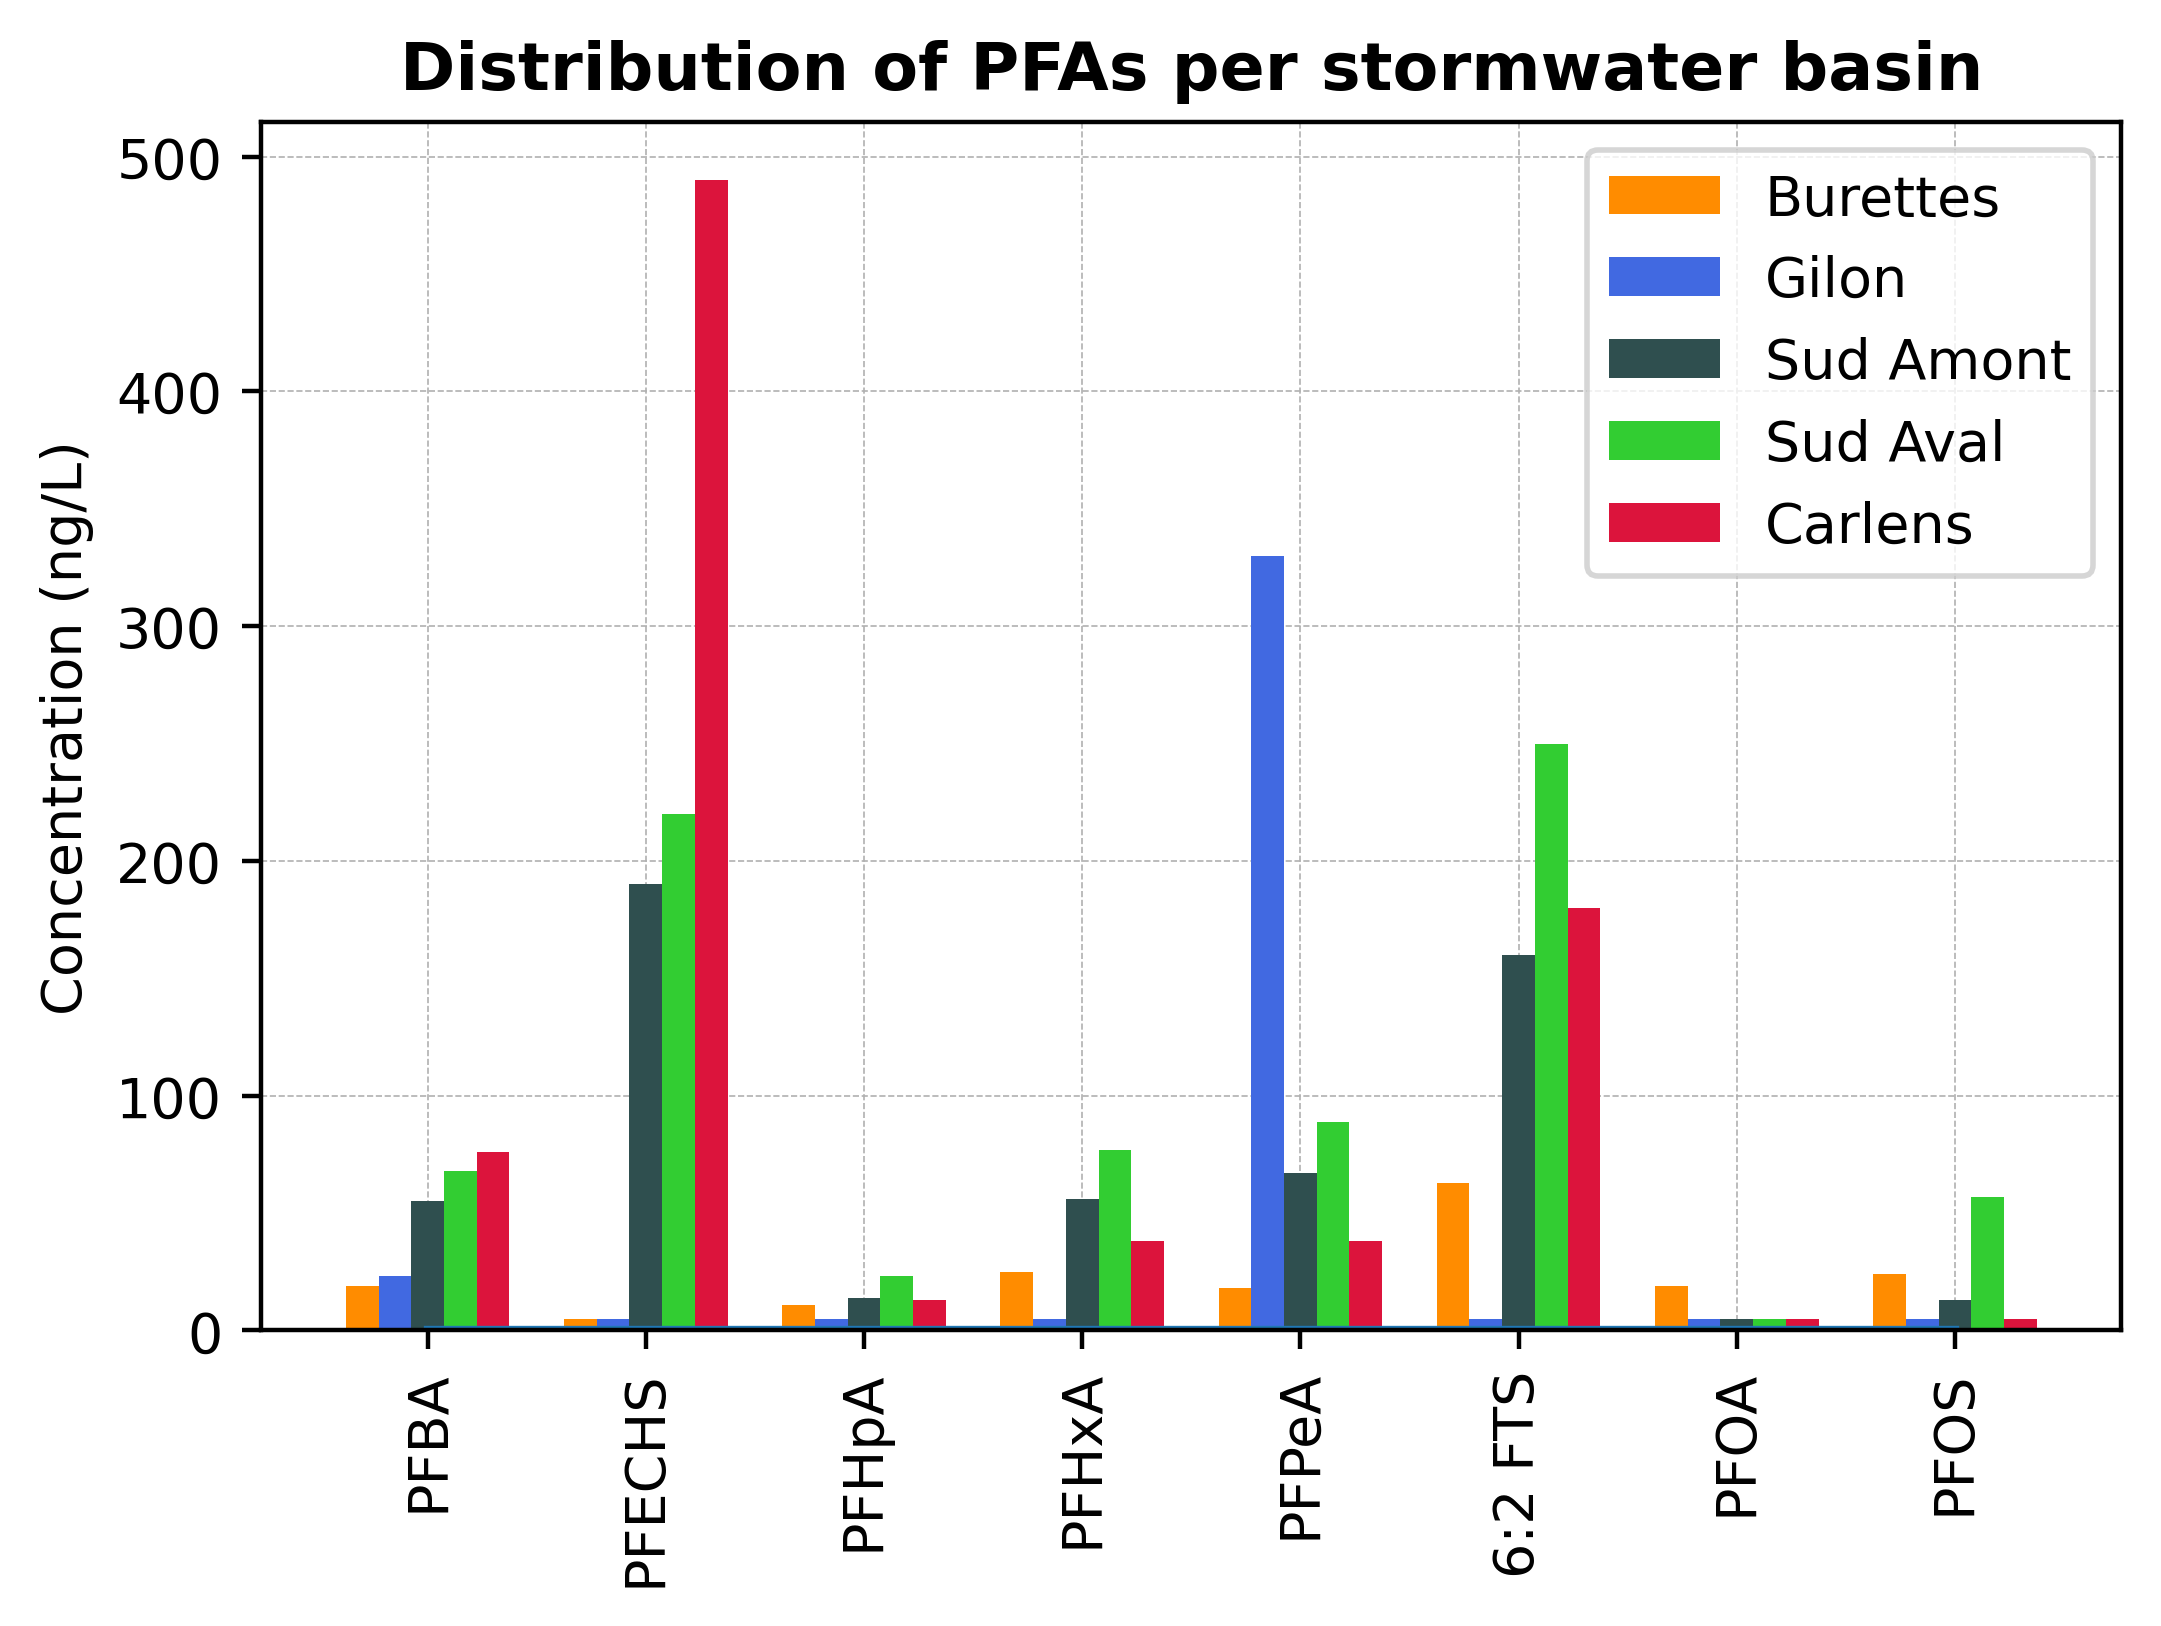 Distribution of PFAs per stormwater basin
Concentration (ng/L)
500
400
300
200
100
0
Burettes
Gilon
Sud Amont
Sud Aval
Carlens
PFBA
PFECHS
PFHpA
PFHxA
PFPeA
6:2 FTS
PFOA
PFOS